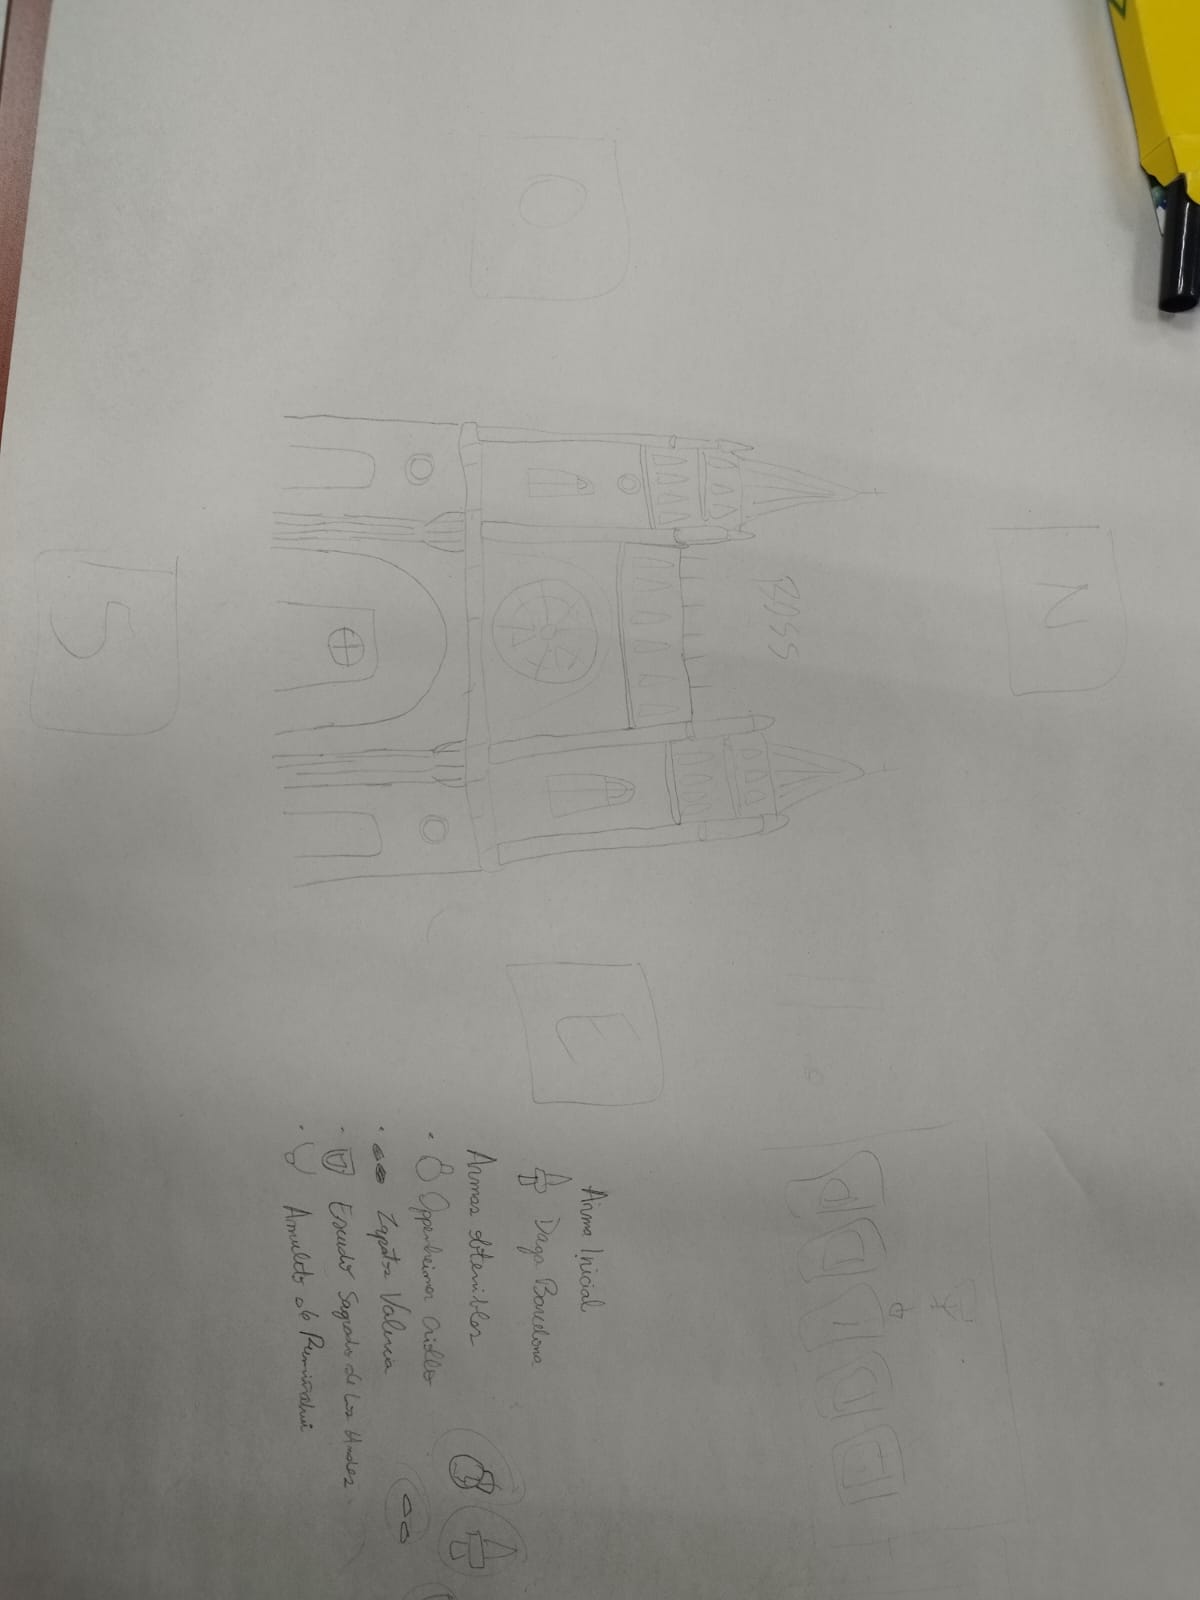 N
BOSS
O
E
S
Arma Inicial
Daga Barcelona
Armas obtenibles
Oppenheimer Criollo
Zapatos Valencia
Escudo Sagrado de Los Andes
Amuleto de Rumiñahui